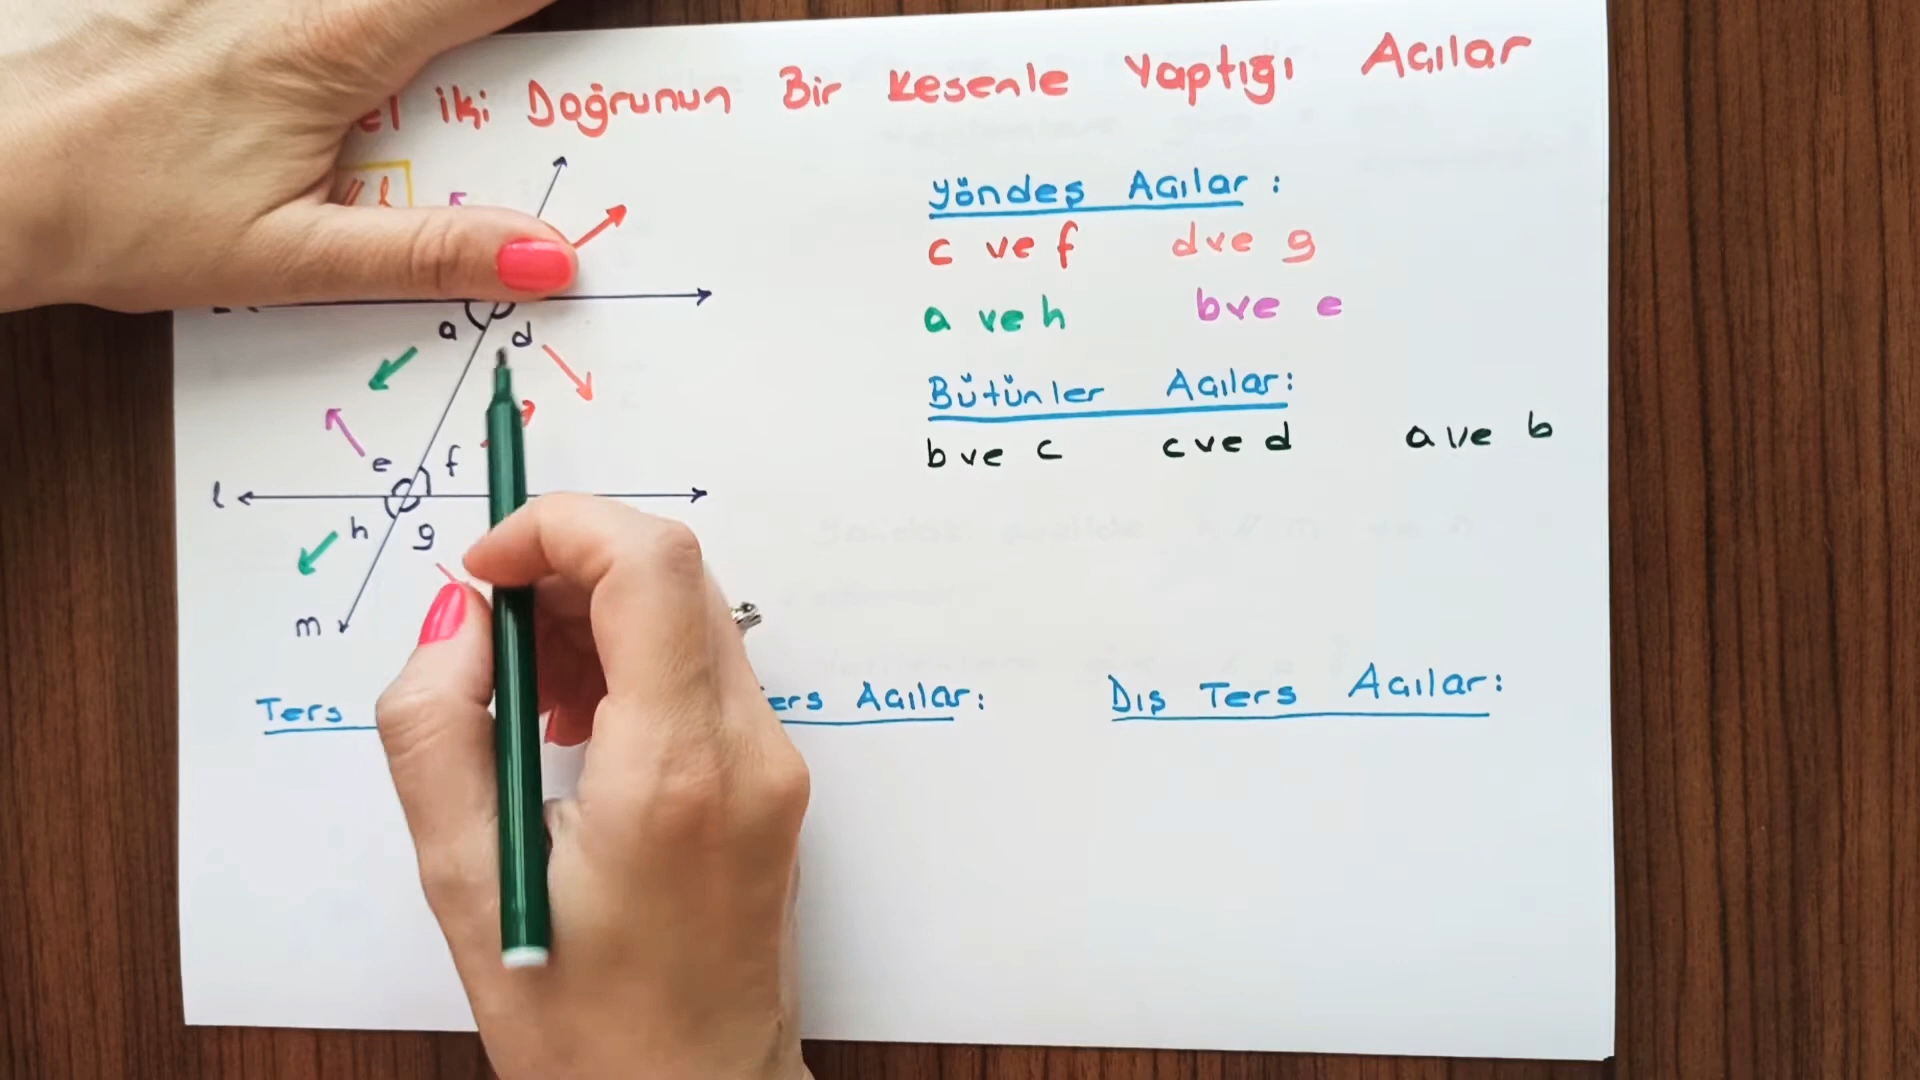 iki Doğrunun Bir Kesenle Yaptığı Açılar
// l
a
d
e f
l
h g
m
Yöndeş Açılar :
c ve f d ve g
a ve h b ve e
Bütünler Açılar:
b ve c c ve d a ve b
Ters
Açılar:
Dış Ters Açılar: